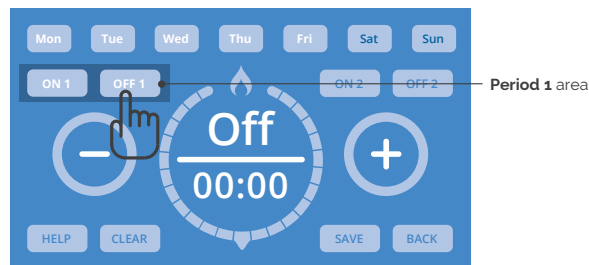 Mon Tue Wed Thu Fri Sat Sun
ON 1 OFF 1 ON 2 OFF 2
Period 1 area
Off
00:00
HELP CLEAR SAVE BACK